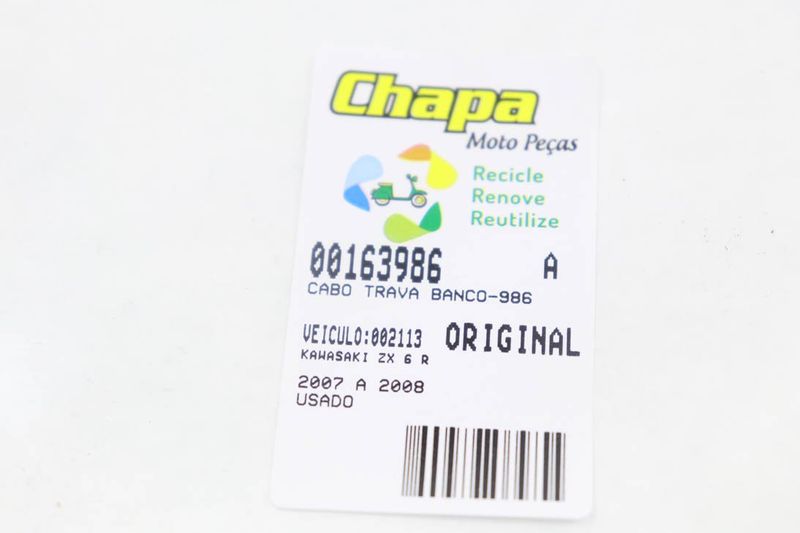 Chapa
Moto Peças
Recicle
Renove
Reutilize
00163986 A
CABO TRAVA BANCO-986
VEICULO:002113 ORIGINAL
KAWASAKI ZX 6 R
2007 A 2008
USADO